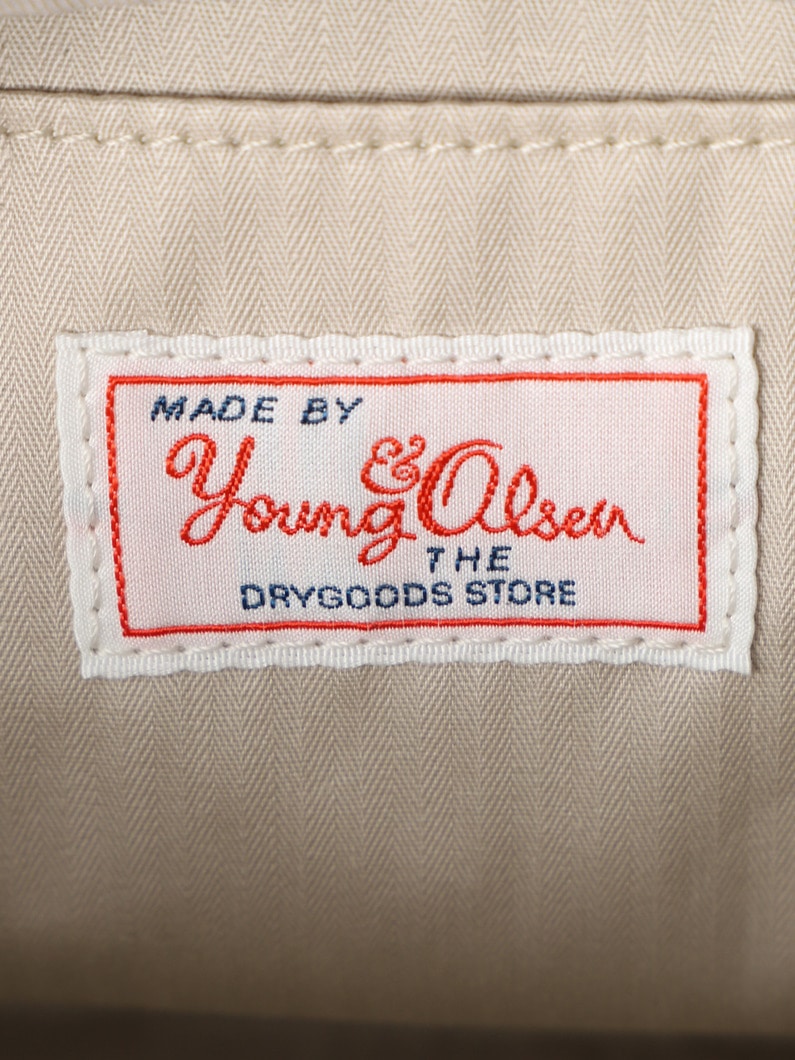 MADE BY
Young & Olsen
THE
DRYGOODS STORE